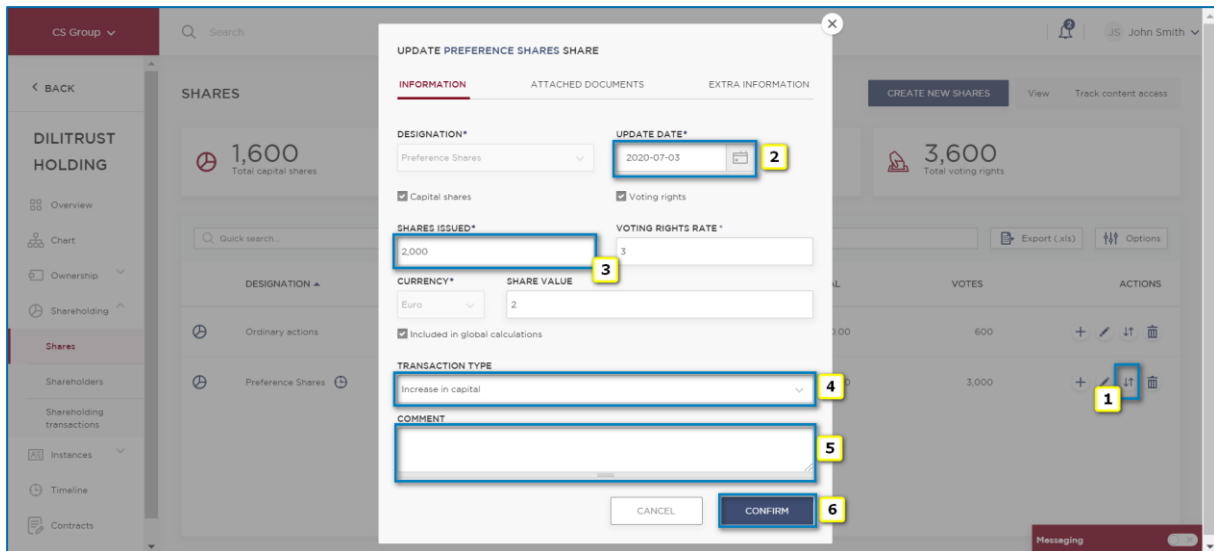 CS Group
Search
2
JS John Smith
BACK
DILITRUST
HOLDING
Overview
Chart
Ownership
Shareholding
Shares
Shareholders
Shareholding
transactions
Instances
Timeline
Contracts
SHARES
CREATE NEW SHARES
View
Track content access
1,600
Total capital shares
3,600
Total voting rights
Quick search...
Export (.xls)
Options
DESIGNATION
VOTES
ACTIONS
Ordinary actions
600
Preference Shares
3,000
1
UPDATE PREFERENCE SHARES SHARE
INFORMATION
ATTACHED DOCUMENTS
EXTRA INFORMATION
DESIGNATION*
UPDATE DATE*
Preference Shares
2020-07-03
2
Capital shares
Voting rights
SHARES ISSUED*
VOTING RIGHTS RATE *
2,000
3
3
CURRENCY*
SHARE VALUE
Euro
2
Included in global calculations
TRANSACTION TYPE
Increase in capital
4
COMMENT
5
CANCEL
CONFIRM
6
Messaging